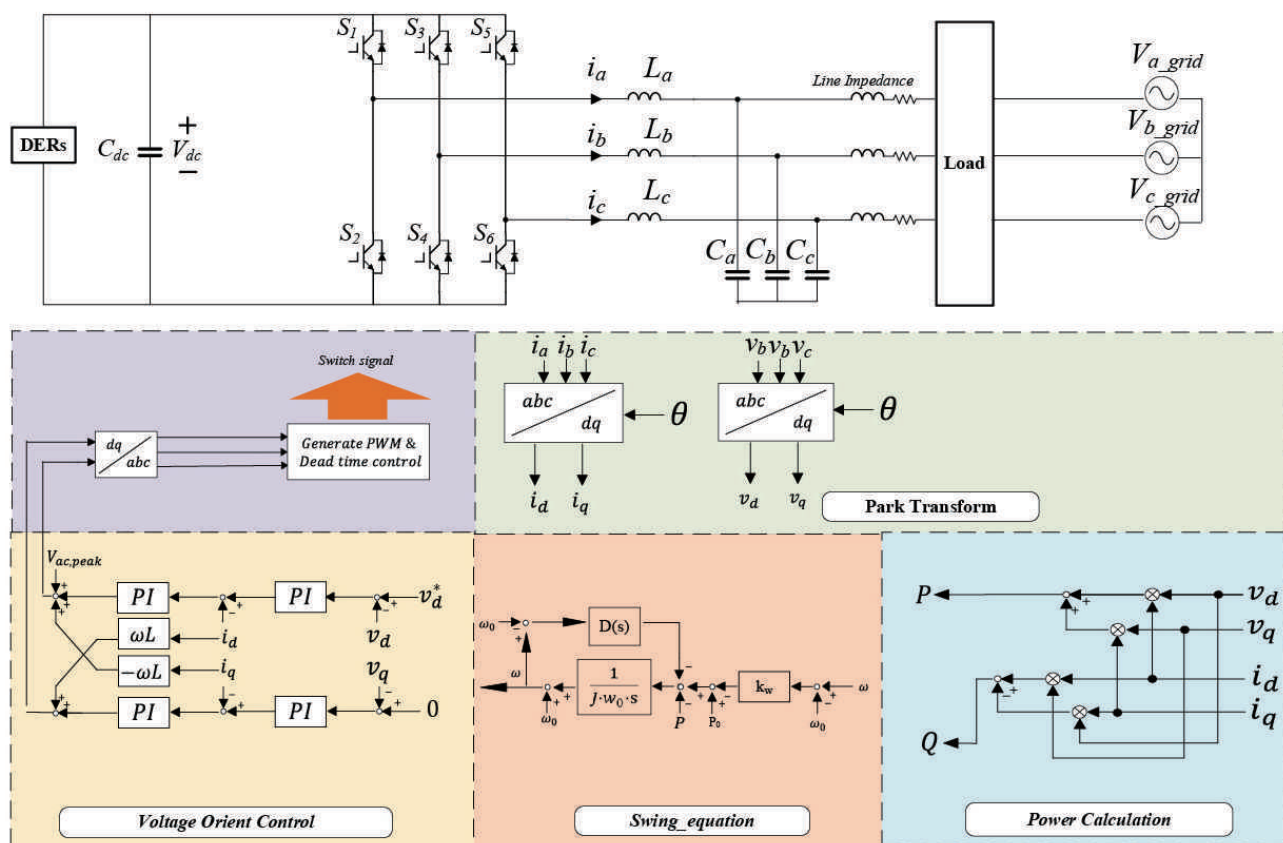 S1 S3 S5
ia La
Line Impedance
Va_grid
DERs
Cdc
+
Vdc
−
ib Lb
Load
Vb_grid
ic Lc
Vc_grid
S2 S4 S6
Ca Cb Cc
Switch signal
dq
abc
Generate PWM &
Dead time control
ia ib ic
abc
dq
θ
id iq
vb vb vc
abc
dq
θ
vd vq
Park Transform
Vac,peak
PI PI vd*
ωL id vd
−ωL iq vq
PI PI 0
Voltage Orient Control
ω0 D(s)
ω
1
J·w0·s
kw
ω
ω0 P P0 ω0
Swing_equation
P
vd
vq
id
iq
Q
Power Calculation